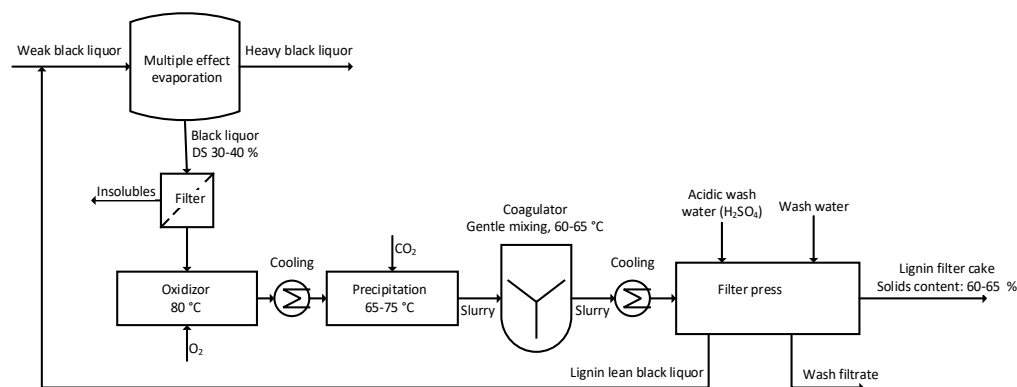 Weak black liquor
Multiple effect
evaporation
Heavy black liquor
Black liquor
DS 30-40 %
Insolubles
Filter
Oxidizor
80 °C
O₂
Cooling
CO₂
Precipitation
65-75 °C
Slurry
Coagulator
Gentle mixing, 60-65 °C
Slurry
Cooling
Acidic wash
water (H₂SO₄)
Wash water
Filter press
Lignin filter cake
Solids content: 60-65 %
Lignin lean black liquor
Wash filtrate